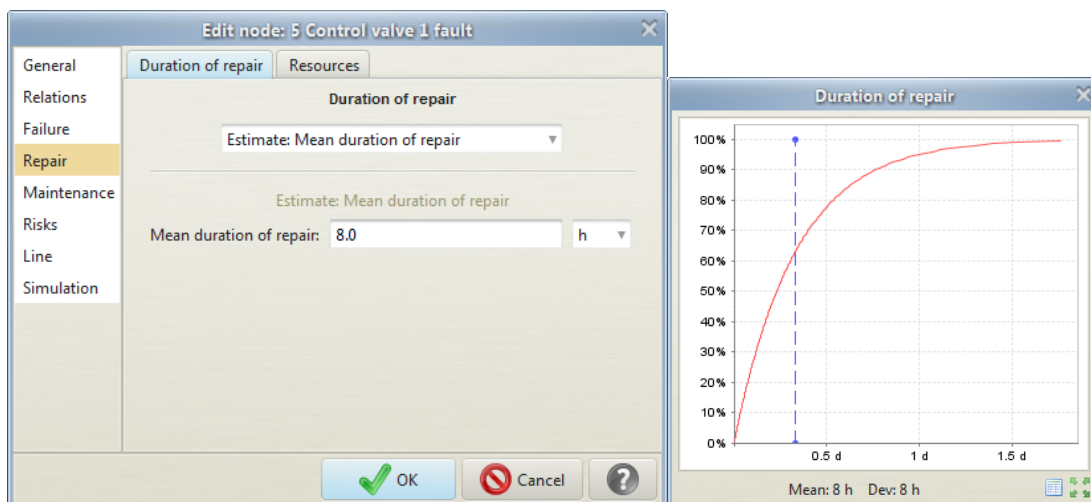 Edit node: 5 Control valve 1 fault
General
Relations
Failure
Repair
Maintenance
Risks
Line
Simulation
Duration of repair
Resources
Duration of repair
Estimate: Mean duration of repair
Estimate: Mean duration of repair
Mean duration of repair: 8.0 h
OK
Cancel
?
Duration of repair
100%
90%
80%
70%
60%
50%
40%
30%
20%
10%
0%
0.5 d 1 d 1.5 d
Mean: 8 h Dev: 8 h